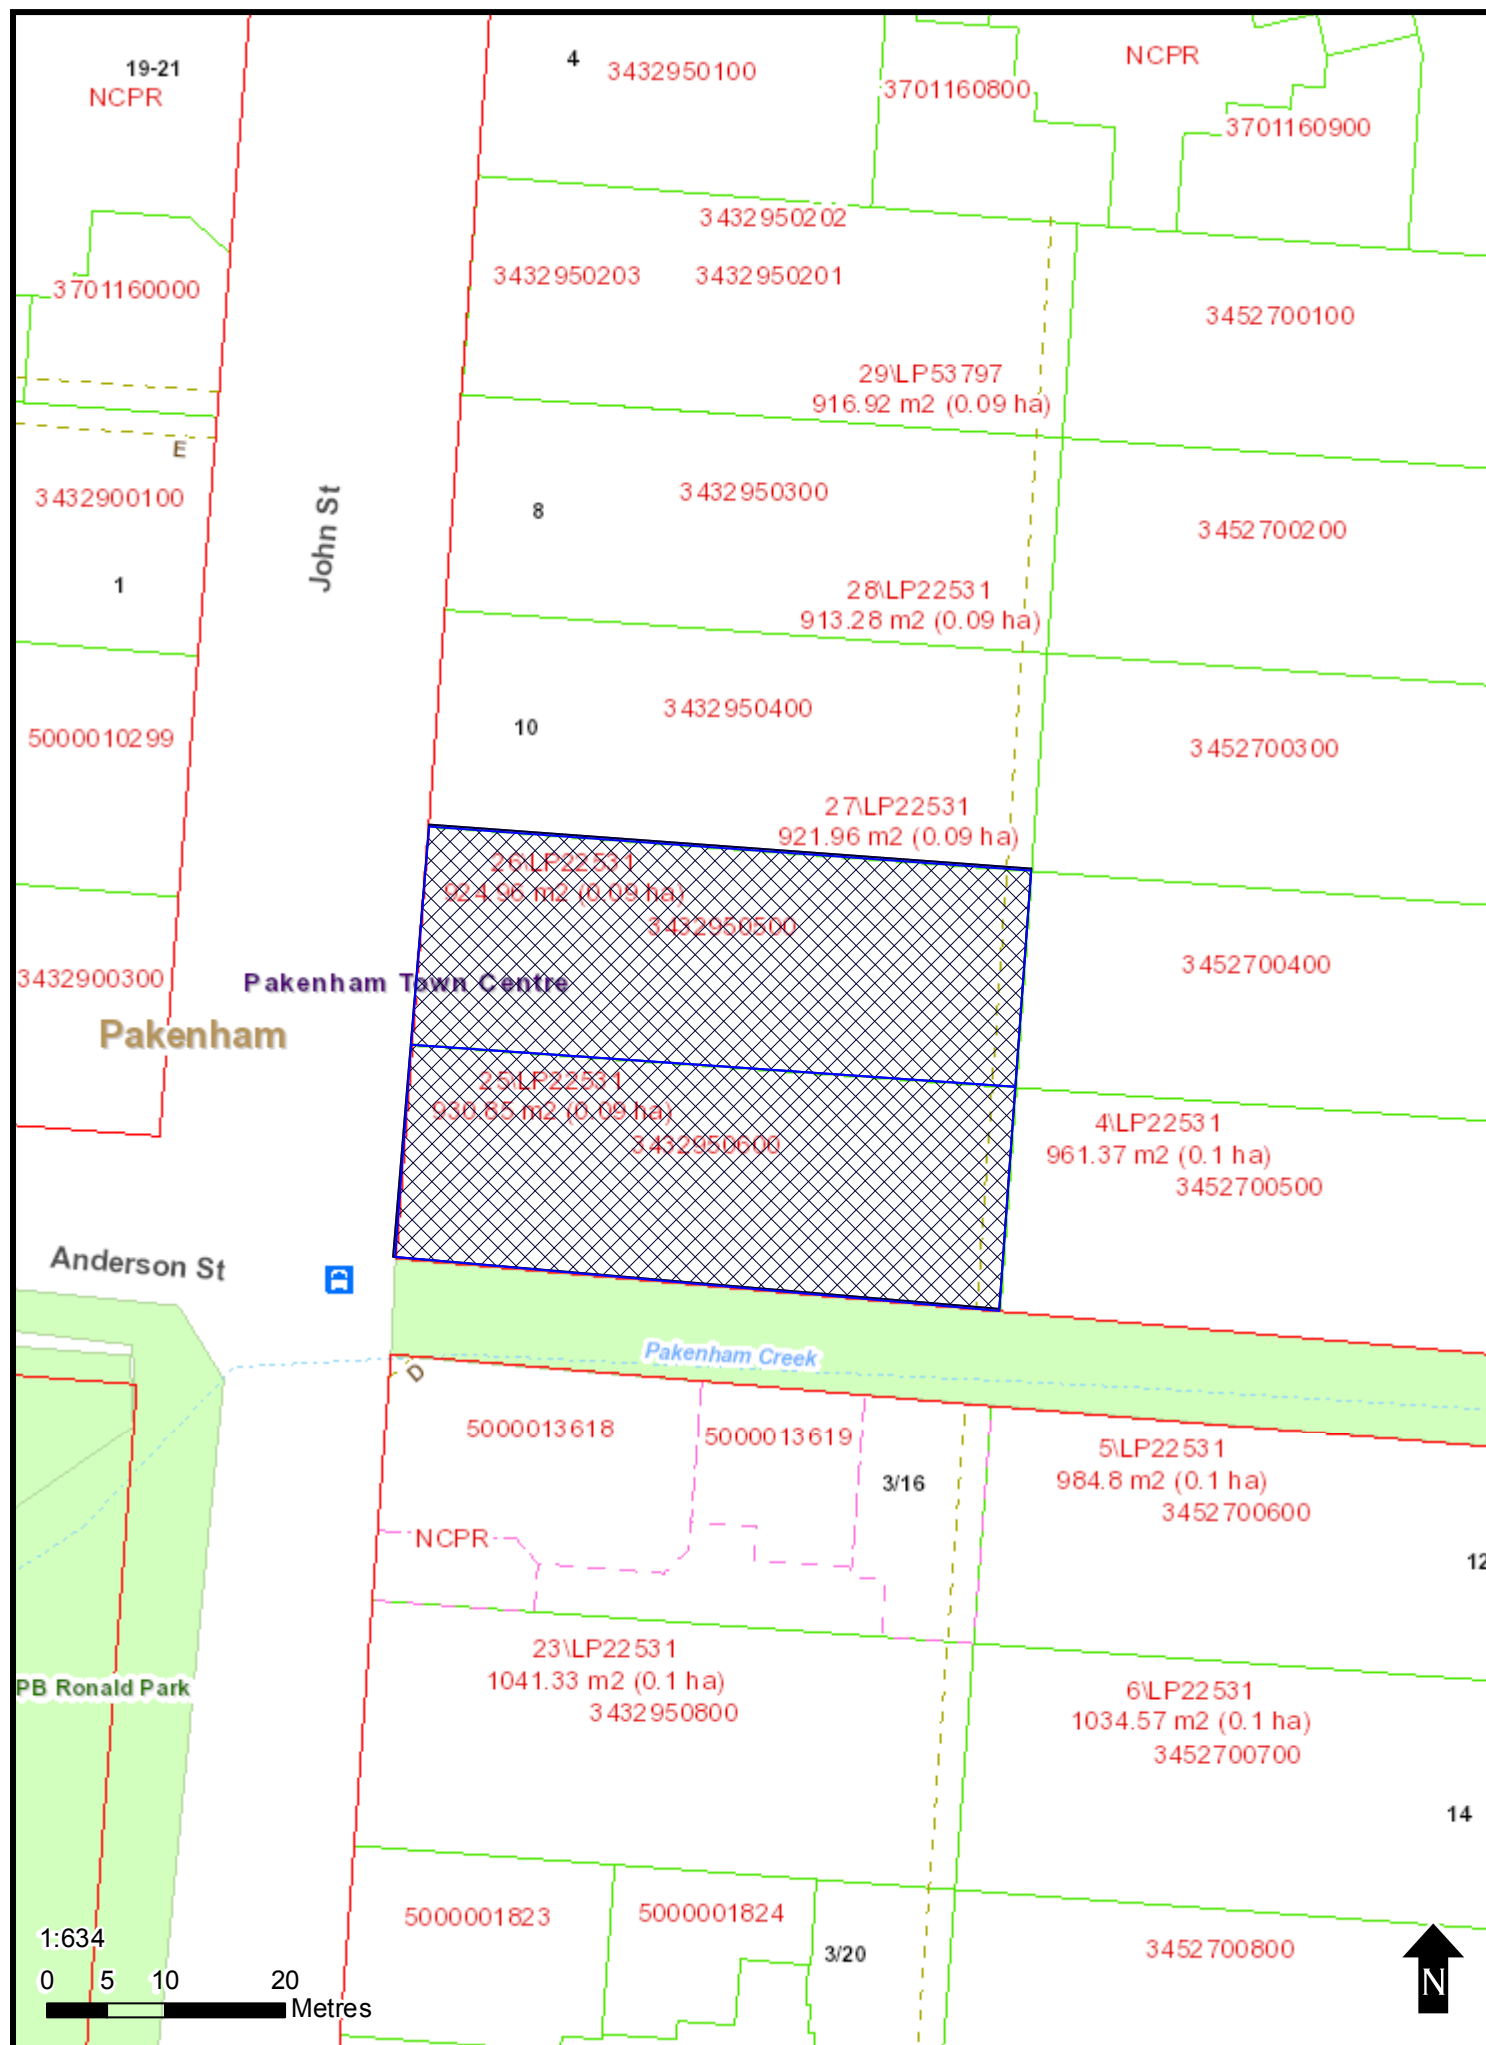 19-21
NCPR
4
3432950100
3701160800
NCPR
3701160900
3432950202
3432950203
3432950201
3701160000
3452700100
29\LP53797
916.92 m2 (0.09 ha)
E
3432900100
1
John St
8
3432950300
3452700200
28\LP22531
913.28 m2 (0.09 ha)
5000010299
10
3432950400
3452700300
27\LP22531
921.96 m2 (0.09 ha)
26\LP22531
924.96 m2 (0.09 ha)
3432950500
3432900300
Pakenham Town Centre
3452700400
Pakenham
25\LP22531
930.85 m2 (0.09 ha)
3432950600
4\LP22531
961.37 m2 (0.1 ha)
3452700500
Anderson St
Pakenham Creek
D
5000013618
5000013619
3/16
5\LP22531
984.8 m2 (0.1 ha)
3452700600
NCPR
12
23\LP22531
1041.33 m2 (0.1 ha)
3432950800
PB Ronald Park
6\LP22531
1034.57 m2 (0.1 ha)
3452700700
14
5000001823
5000001824
3/20
3452700800
1:634
0 5 10 20
Metres
N